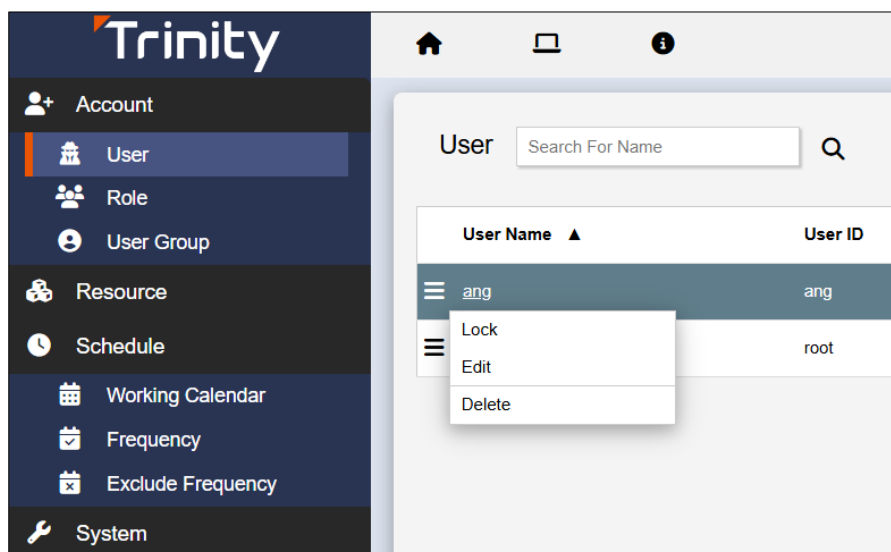 Trinity
Account
User
Role
User Group
Resource
Schedule
Working Calendar
Frequency
Exclude Frequency
System
User
Search For Name
User Name ▲ User ID
ang ang
Lock
root
Edit
Delete